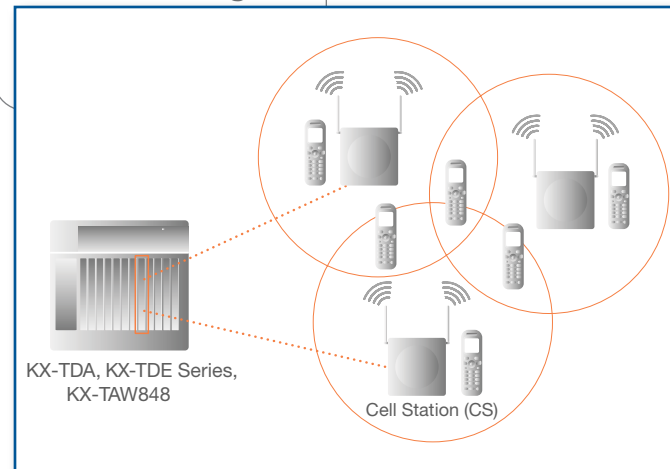 KX-TDA, KX-TDE Series,
KX-TAW848
Cell Station (CS)